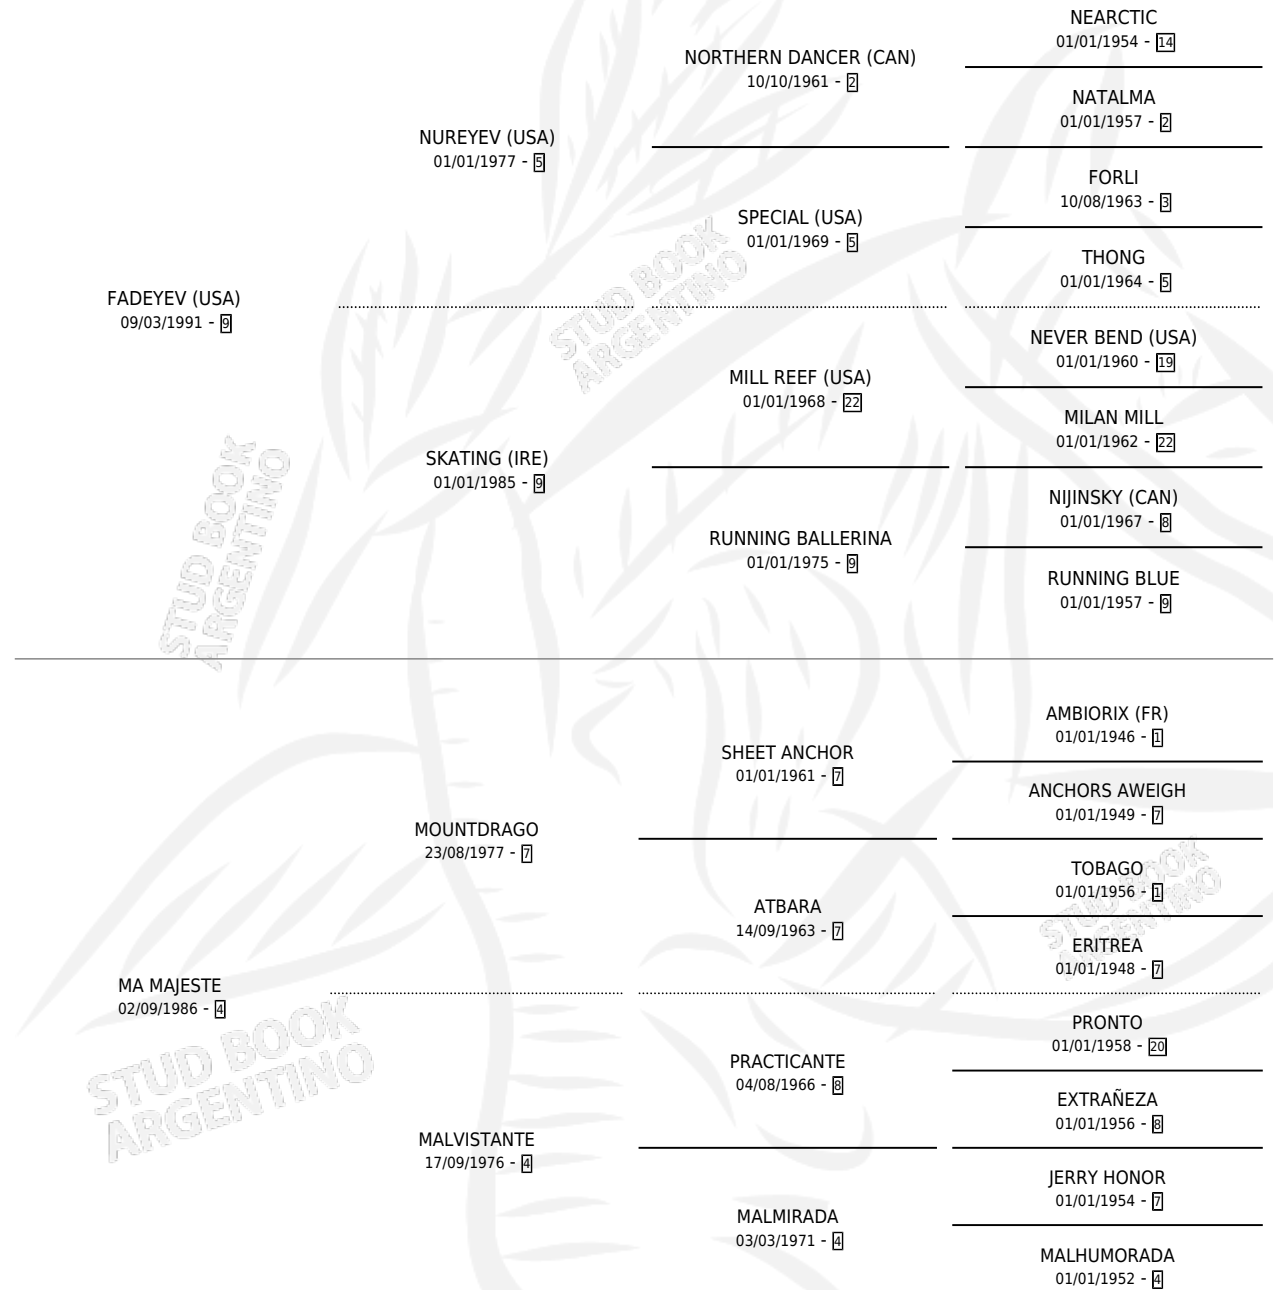 NEARCTIC
01/01/1954 - 14
NORTHERN DANCER (CAN)
10/10/1961 - 2
NATALMA
01/01/1957 - 2
NUREYEV (USA)
01/01/1977 - 5
FORLI
10/08/1963 - 3
SPECIAL (USA)
01/01/1969 - 5
THONG
01/01/1964 - 5
FADEYEV (USA)
09/03/1991 - 9
NEVER BEND (USA)
01/01/1960 - 19
MILL REEF (USA)
01/01/1968 - 22
MILAN MILL
01/01/1962 - 22
SKATING (IRE)
01/01/1985 - 9
NIJINSKY (CAN)
01/01/1967 - 8
RUNNING BALLERINA
01/01/1975 - 9
RUNNING BLUE
01/01/1957 - 9
AMBIORIX (FR)
01/01/1946 - 1
SHEET ANCHOR
01/01/1961 - 7
ANCHORS AWEIGH
01/01/1949 - 7
MOUNTDRAGO
23/08/1977 - 7
TOBAGO
01/01/1956 - 1
ATBARA
14/09/1963 - 7
ERITREA
01/01/1948 - 7
MA MAJESTE
02/09/1986 - 4
PRONTO
01/01/1958 - 20
PRACTICANTE
04/08/1966 - 8
EXTRAÑEZA
01/01/1956 - 8
MALVISTANTE
17/09/1976 - 4
JERRY HONOR
01/01/1954 - 7
MALMIRADA
03/03/1971 - 4
MALHUMORADA
01/01/1952 - 4
STUD BOOK
ARGENTINO
STUD BOOK
ARGENTINO
STUD BOOK
ARGENTINO
STUD BOOK
ARGENTINO